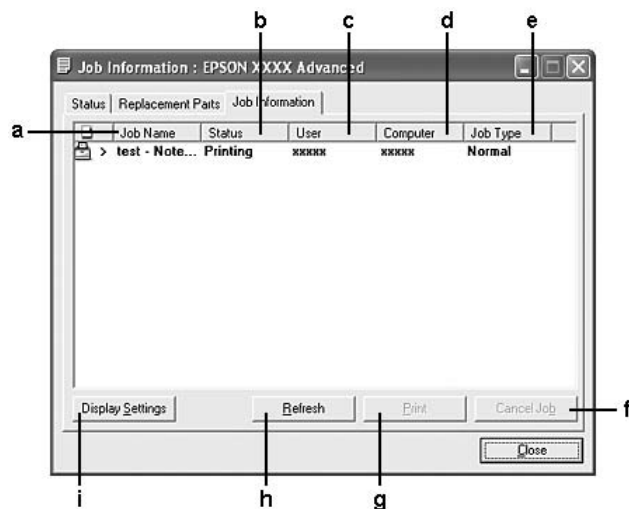 b c d e
Job Information : EPSON XXXX Advanced
Status Replacement Parts Job Information
a Job Name Status User Computer Job Type
> test - Note... Printing xxxxx xxxxx Normal
Display Settings Refresh Print Cancel Job f
Close
i h g